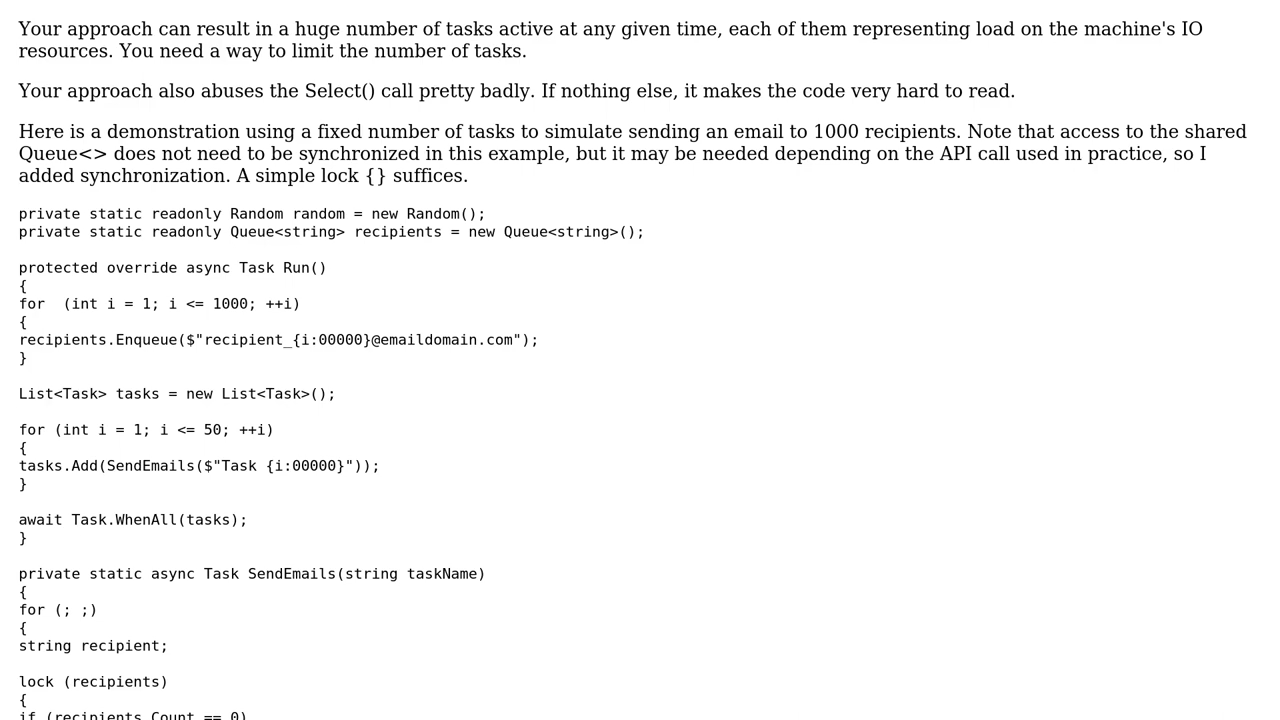 Your approach can result in a huge number of tasks active at any given time, each of them representing load on the machine's IO
resources. You need a way to limit the number of tasks.
Your approach also abuses the Select() call pretty badly. If nothing else, it makes the code very hard to read.
Here is a demonstration using a fixed number of tasks to simulate sending an email to 1000 recipients. Note that access to the shared
Queue<> does not need to be synchronized in this example, but it may be needed depending on the API call used in practice, so I
added synchronization. A simple lock {} suffices.
private static readonly Random random = new Random();
private static readonly Queue<string> recipients = new Queue<string>();
protected override async Task Run()
{
for  (int i = 1; i <= 1000; ++i)
{
recipients.Enqueue($"recipient_{i:00000}@emaildomain.com");
}
List<Task> tasks = new List<Task>();
for (int i = 1; i <= 50; ++i)
{
tasks.Add(SendEmails($"Task {i:00000}"));
}
await Task.WhenAll(tasks);
}
private static async Task SendEmails(string taskName)
{
for (; ;)
{
string recipient;
lock (recipients)
{
if (recipients.Count == 0)